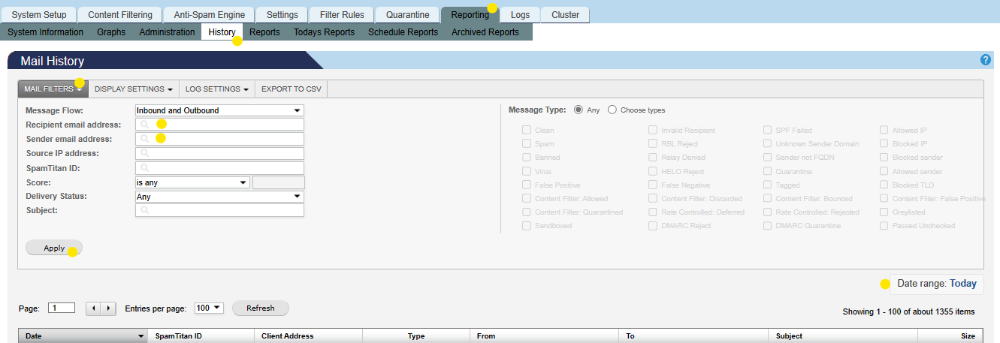 System Setup Content Filtering Anti-Spam Engine Settings Filter Rules Quarantine Reporting Logs Cluster
System Information Graphs Administration History Reports Todays Reports Schedule Reports Archived Reports
Mail History ?
MAIL FILTERS DISPLAY SETTINGS LOG SETTINGS EXPORT TO CSV
Message Flow: Inbound and Outbound
Recipient email address:
Sender email address:
Source IP address:
SpamTitan ID:
Score: is any
Delivery Status: Any
Subject:
Apply
Message Type: Any Choose types
Clean Invalid Recipient SPF Failed Allowed IP
Spam RBL Reject Unknown Sender Domain Blocked IP
Banned Relay Denied Sender not FQDN Blocked sender
Virus HELO Reject Quarantine Allowed sender
False Positive False Negative Tagged Blocked TLD
Content Filter: Allowed Content Filter: Discarded Content Filter: Bounced Content Filter: False Positive
Content Filter: Quarantined Rate Controlled: Deferred Rate Controlled: Rejected Greylisted
Sandboxed DMARC Reject DMARC Quarantine Passed Unchecked
Date range: Today
Page: 1 Entries per page: 100 Refresh
Showing 1 - 100 of about 1355 items
Date SpamTitan ID Client Address Type From To Subject Size